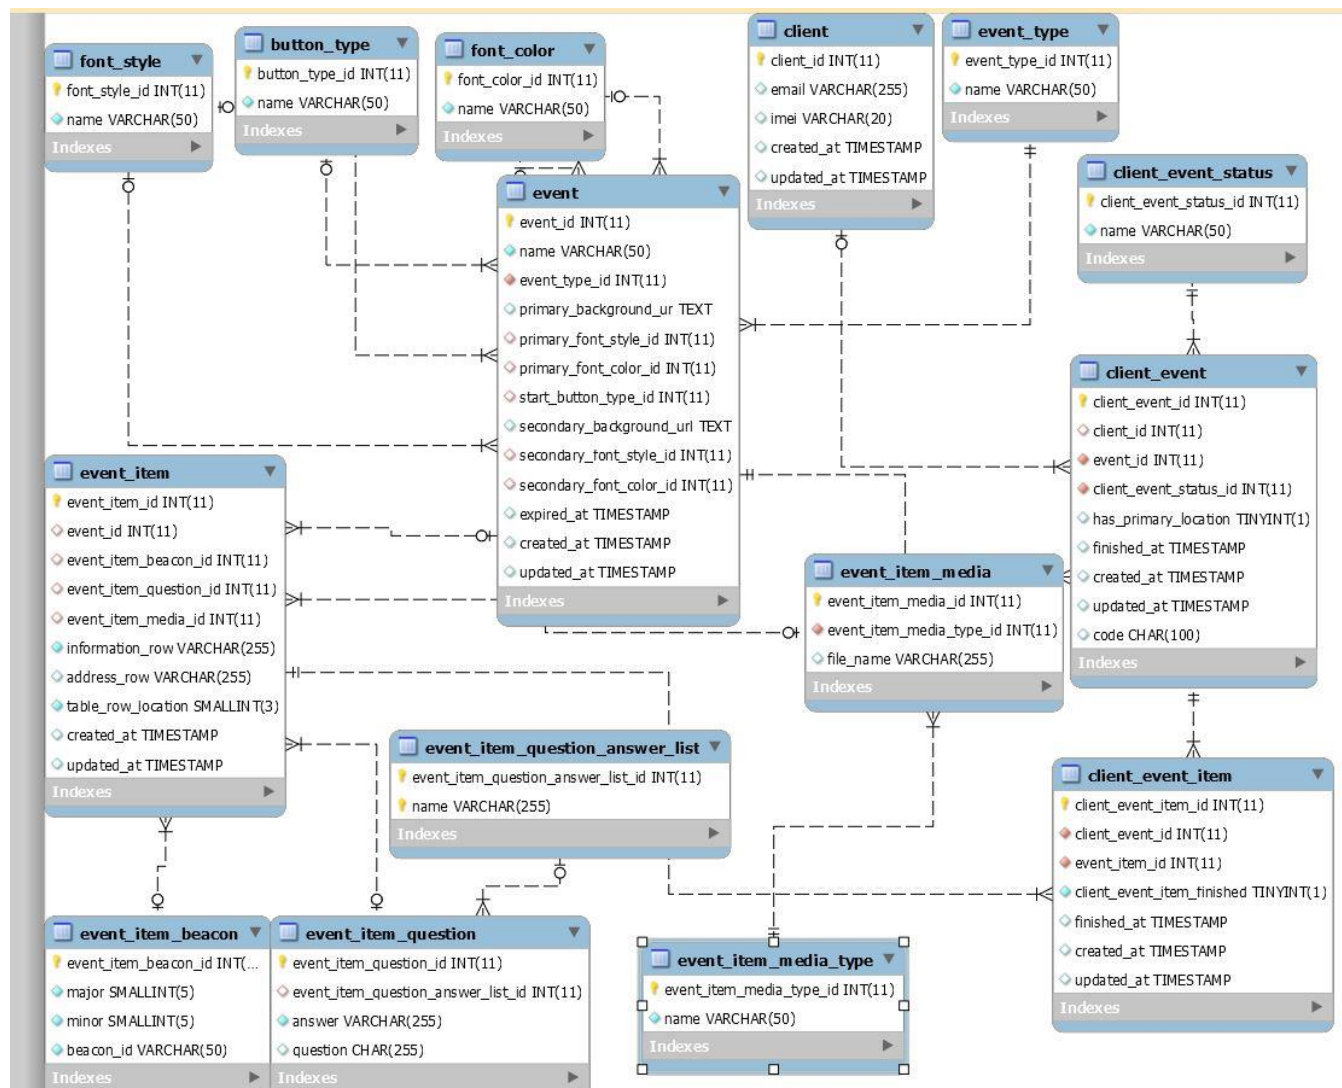 font_style
font_style_id INT(11)
name VARCHAR(50)
Indexes
button_type
button_type_id INT(11)
name VARCHAR(50)
Indexes
font_color
font_color_id INT(11)
name VARCHAR(50)
Indexes
client
client_id INT(11)
email VARCHAR(255)
imei VARCHAR(20)
created_at TIMESTAMP
updated_at TIMESTAMP
Indexes
event_type
event_type_id INT(11)
name VARCHAR(50)
Indexes
client_event_status
client_event_status_id INT(11)
name VARCHAR(50)
Indexes
event
event_id INT(11)
name VARCHAR(50)
event_type_id INT(11)
primary_background_ur TEXT
primary_font_style_id INT(11)
primary_font_color_id INT(11)
start_button_type_id INT(11)
secondary_background_url TEXT
secondary_font_style_id INT(11)
secondary_font_color_id INT(11)
expired_at TIMESTAMP
created_at TIMESTAMP
updated_at TIMESTAMP
Indexes
client_event
client_event_id INT(11)
client_id INT(11)
event_id INT(11)
client_event_status_id INT(11)
has_primary_location TINYINT(1)
finished_at TIMESTAMP
created_at TIMESTAMP
updated_at TIMESTAMP
code CHAR(100)
Indexes
event_item
event_item_id INT(11)
event_id INT(11)
event_item_beacon_id INT(11)
event_item_question_id INT(11)
event_item_media_id INT(11)
information_row VARCHAR(255)
address_row VARCHAR(255)
table_row_location SMALLINT(3)
created_at TIMESTAMP
updated_at TIMESTAMP
Indexes
event_item_media
event_item_media_id INT(11)
event_item_media_type_id INT(11)
file_name VARCHAR(255)
Indexes
event_item_question_answer_list
event_item_question_answer_list_id INT(11)
name VARCHAR(255)
Indexes
client_event_item
client_event_item_id INT(11)
client_event_id INT(11)
event_item_id INT(11)
client_event_item_finished TINYINT(1)
finished_at TIMESTAMP
created_at TIMESTAMP
updated_at TIMESTAMP
Indexes
event_item_beacon
event_item_beacon_id INT(...
major SMALLINT(5)
minor SMALLINT(5)
beacon_id VARCHAR(50)
Indexes
event_item_question
event_item_question_id INT(11)
event_item_question_answer_list_id INT(11)
answer VARCHAR(255)
question CHAR(255)
Indexes
event_item_media_type
event_item_media_type_id INT(11)
name VARCHAR(50)
Indexes